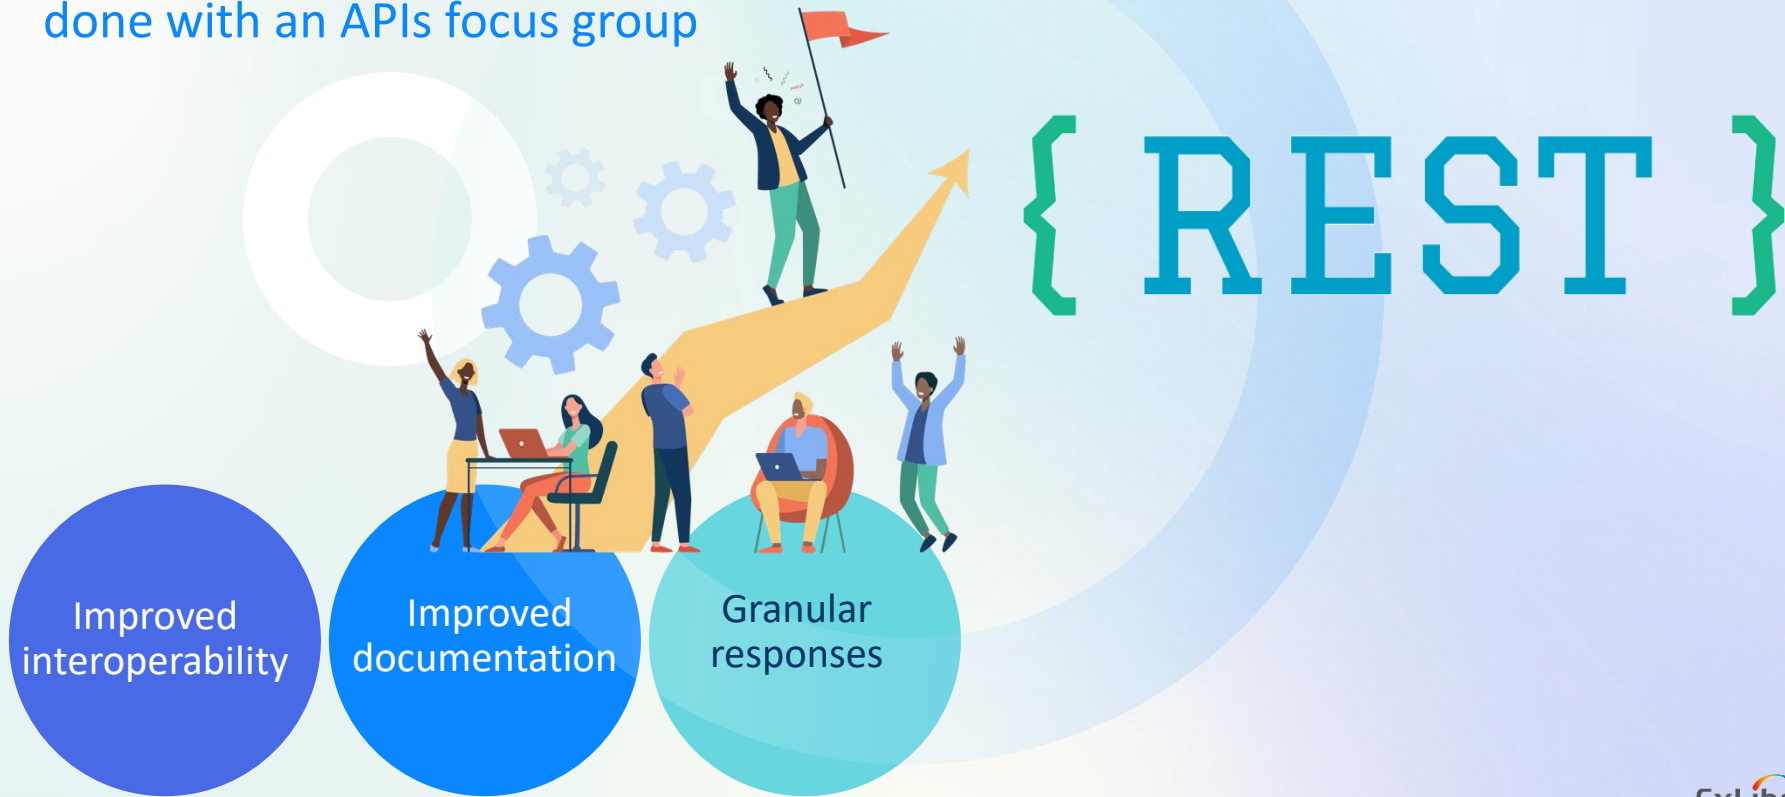 done with an APIs focus group
{ REST }
Improved
interoperability
Improved
documentation
Granular
responses